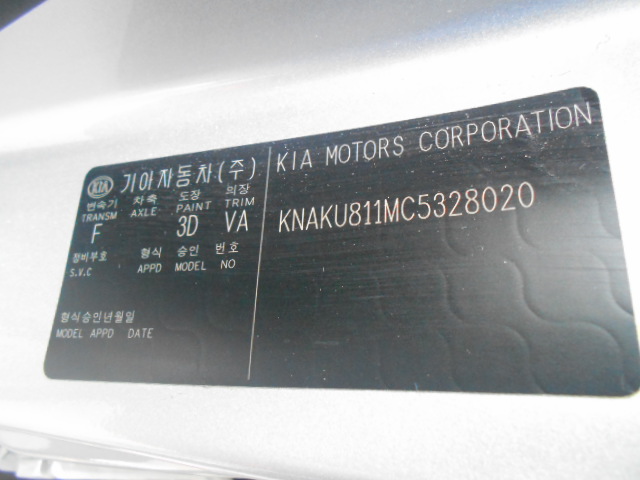 KIA 기아자동차(주)
변속기 차축 도장 의장
TRANSM AXLE PAINT TRIM
F 3D VA
정비부호 형식 승인 번호
S.V.C APPD MODEL NO
형식승인년월일
MODEL APPD DATE
KIA MOTORS CORPORATION
KNAKU811MC5328020